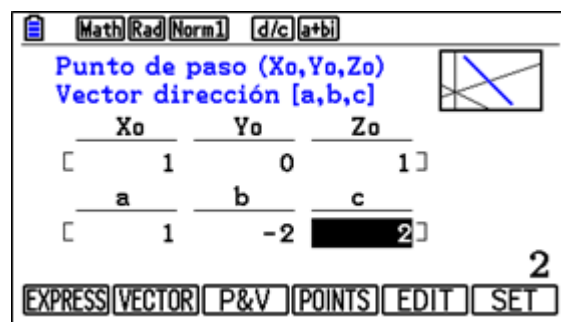 Math Rad Norm1 d/c a+bi
Punto de paso (Xo,Yo,Zo)
Vector dirección [a,b,c]
Xo Yo Zo
[ 1 0 1 ]
a b c
[ 1 -2 2 ]
2
EXPRESS VECTOR P&V POINTS EDIT SET